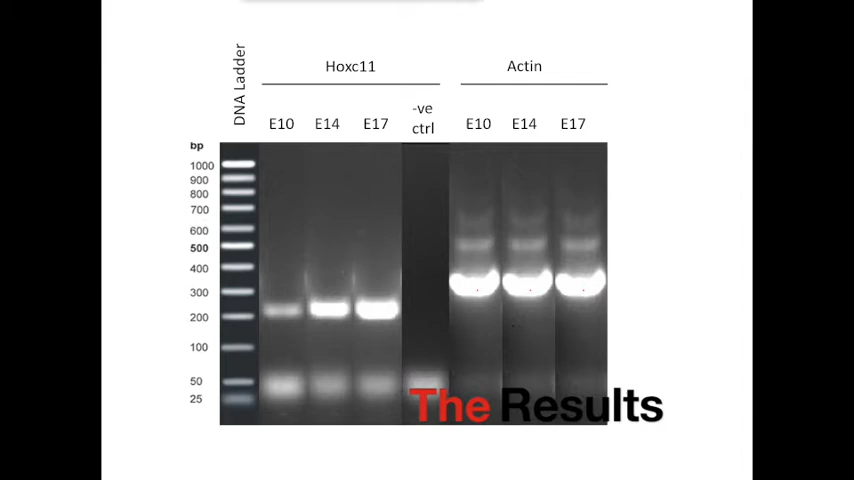 DNA Ladder
Hoxc11
Actin
E10
E14
E17
-ve
ctrl
E10
E14
E17
bp
1000
900
800
700
600
500
400
300
200
100
50
25
The Results